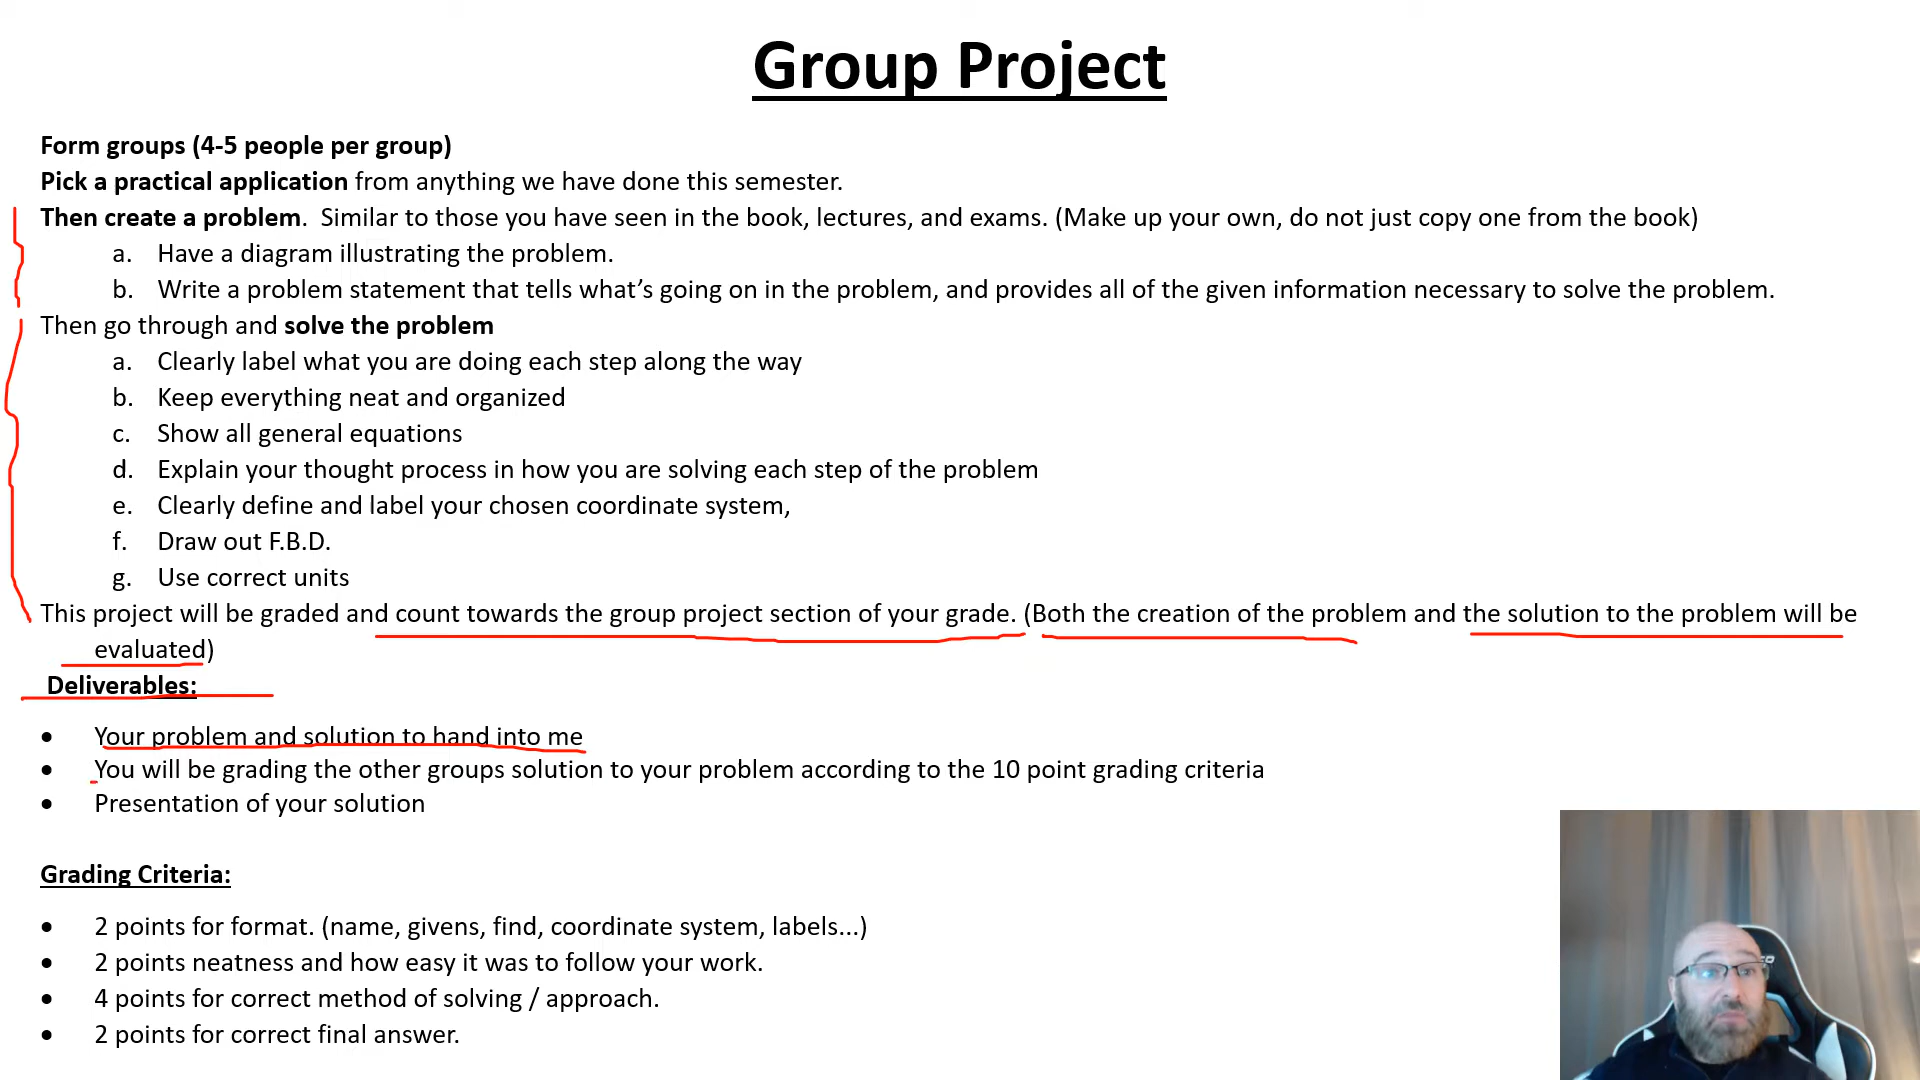 Group Project
Form groups (4-5 people per group)
Pick a practical application from anything we have done this semester.
Then create a problem.  Similar to those you have seen in the book, lectures, and exams. (Make up your own, do not just copy one from the book)
a. Have a diagram illustrating the problem.
b. Write a problem statement that tells what’s going on in the problem, and provides all of the given information necessary to solve the problem.
Then go through and solve the problem
a. Clearly label what you are doing each step along the way
b. Keep everything neat and organized
c. Show all general equations
d. Explain your thought process in how you are solving each step of the problem
e. Clearly define and label your chosen coordinate system,
f. Draw out F.B.D.
g. Use correct units
This project will be graded and count towards the group project section of your grade. (Both the creation of the problem and the solution to the problem will be
evaluated)
Deliverables:
• Your problem and solution to hand into me
• You will be grading the other groups solution to your problem according to the 10 point grading criteria
• Presentation of your solution
Grading Criteria:
• 2 points for format. (name, givens, find, coordinate system, labels...)
• 2 points neatness and how easy it was to follow your work.
• 4 points for correct method of solving / approach.
• 2 points for correct final answer.